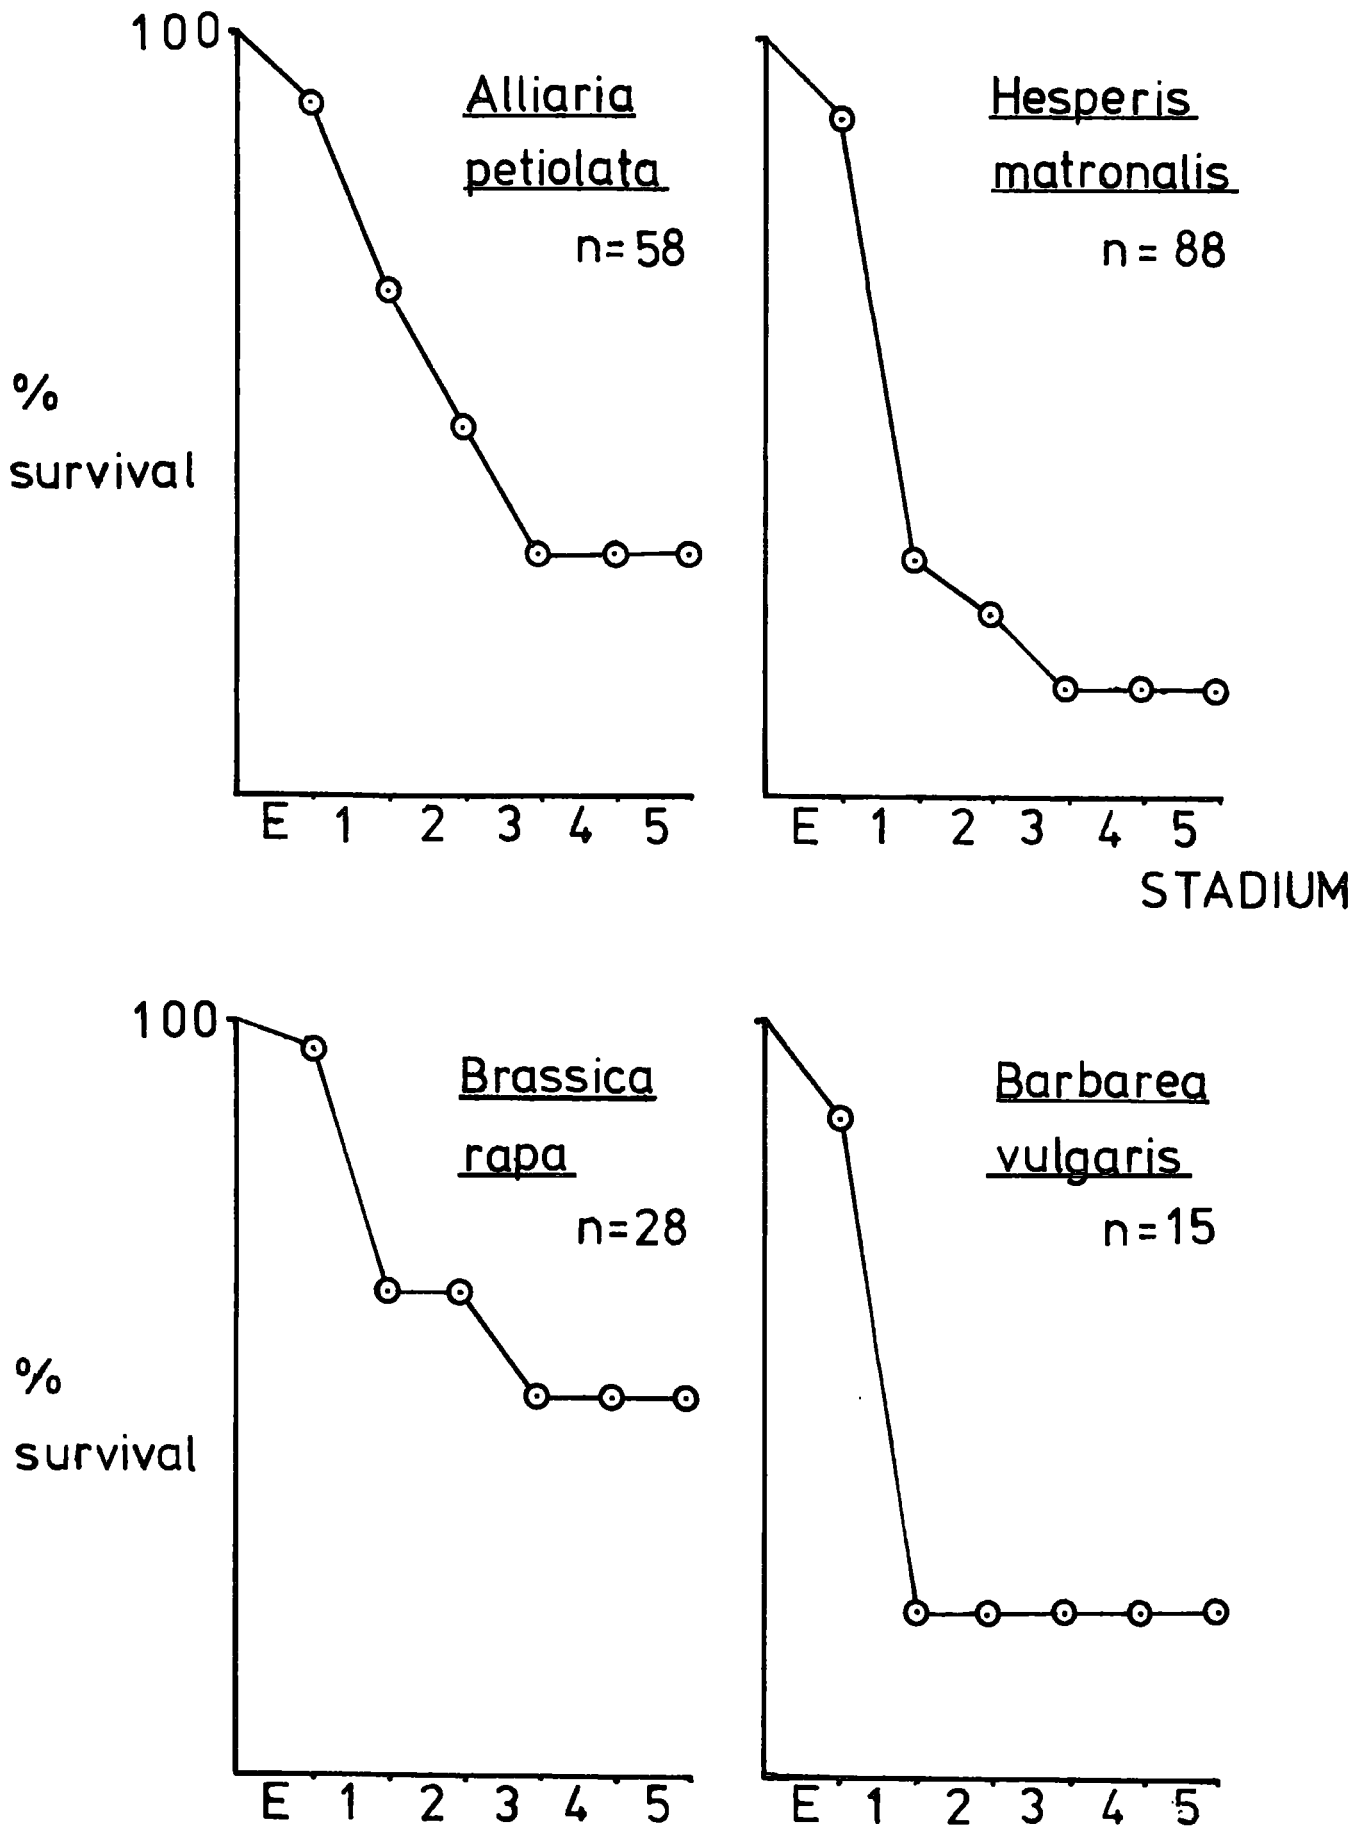 100
Alliaria
petiolata
n=58
%
survival
E 1 2 3 4 5
Hesperis
matronalis
n= 88
E 1 2 3 4 5
STADIUM
100
Brassica
rapa
n=28
%
survival
E 1 2 3 4 5
Barbarea
vulgaris
n=15
E 1 2 3 4 5